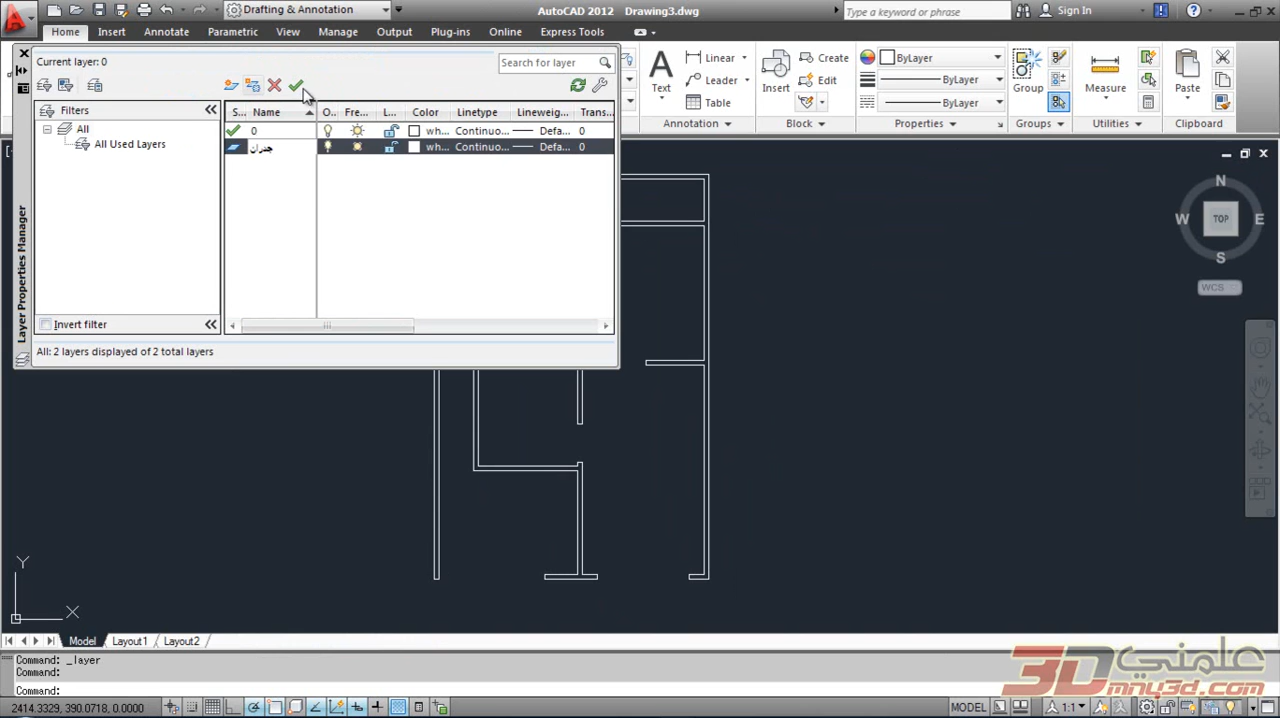 Drafting & Annotation
AutoCAD 2012 Drawing3.dwg
Type a keyword or phrase
Sign In
Home Insert Annotate Parametric View Manage Output Plug-ins Online Express Tools
Current layer: 0
Search for layer
Filters
All
All Used Layers
Invert filter
S... Name O.. Fre... L... Color Linetype Lineweig... Trans...
0 wh... Continuo... Defa... 0
جدران wh... Continuo... Defa... 0
All: 2 layers displayed of 2 total layers
Layer Properties Manager
Text
Linear
Leader
Table
Annotation
Insert
Create
Edit
Block
ByLayer
ByLayer
ByLayer
Properties
Group
Groups
Measure
Utilities
Paste
Clipboard
N
W TOP E
S
WCS
Y
X
Model Layout1 Layout2
Command: _layer
Command:
Command:
2414.3329, 390.0718, 0.0000
MODEL
1:1
علمني
3Dmny3d.com